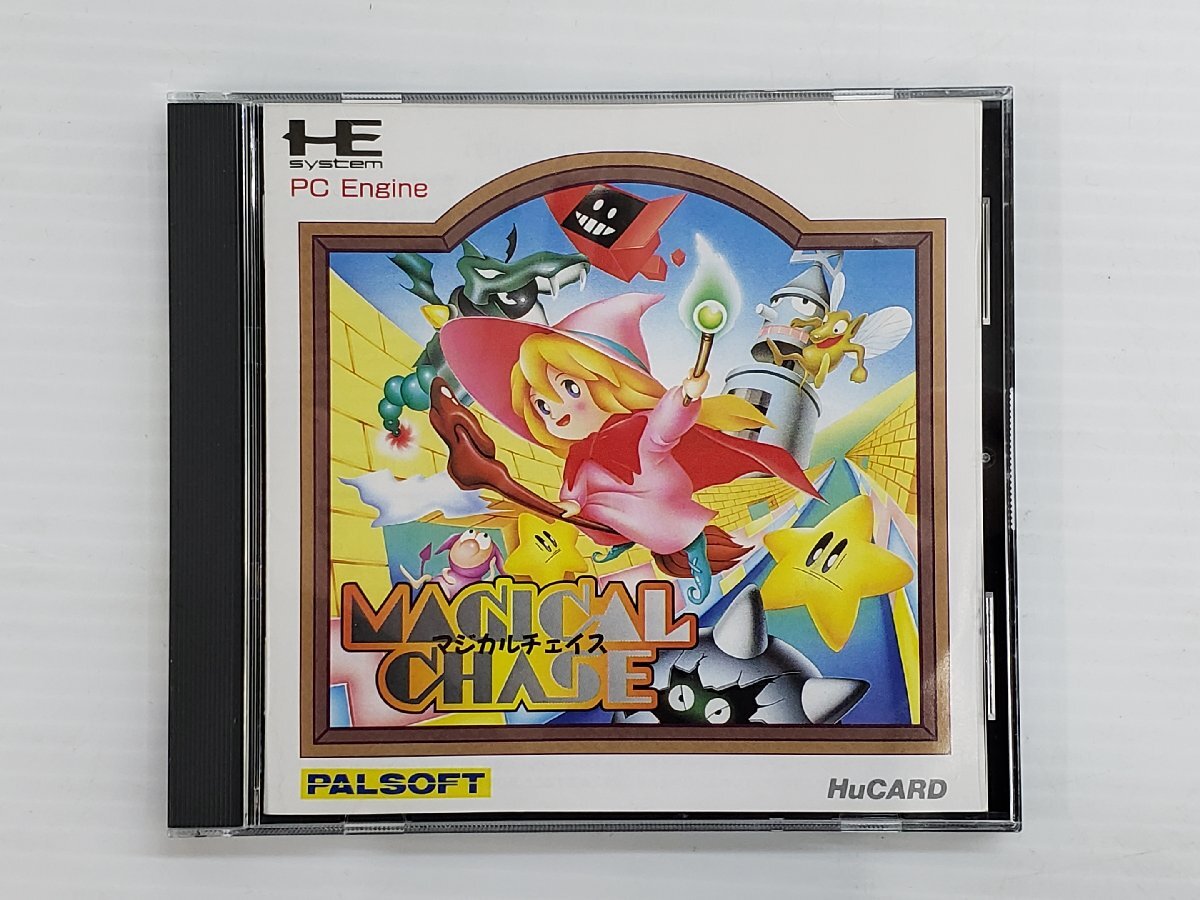 HE
system
PC Engine
MAGICAL
マジカルチェイス
CHASE
PALSOFT
HuCARD